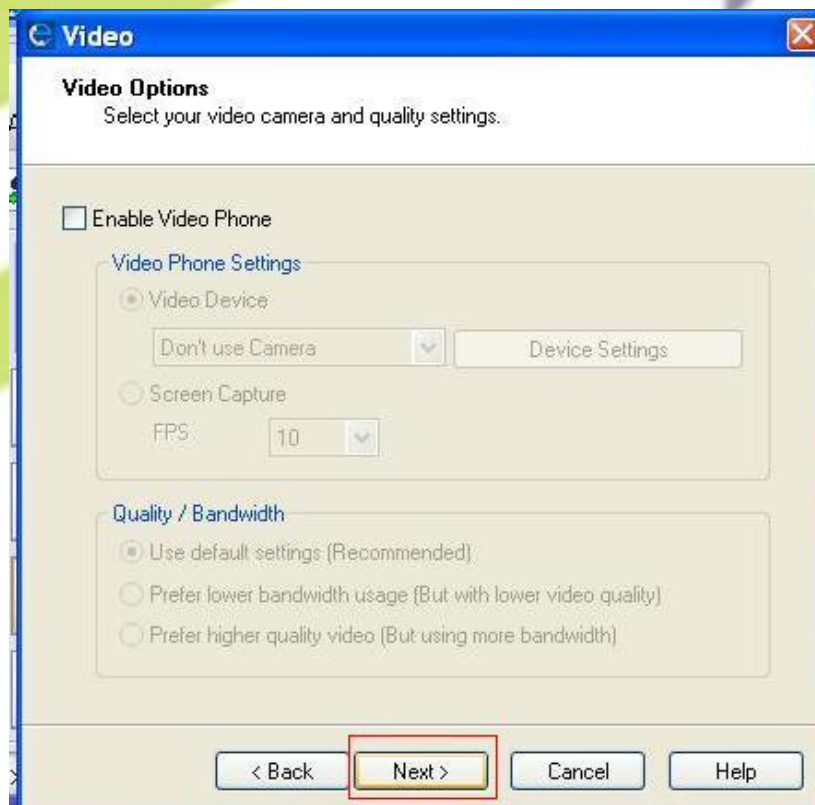 Video
Video Options
Select your video camera and quality settings.
Enable Video Phone
Video Phone Settings
Video Device
Don't use Camera
Device Settings
Screen Capture
FPS
10
Quality / Bandwidth
Use default settings (Recommended)
Prefer lower bandwidth usage (But with lower video quality)
Prefer higher quality video (But using more bandwidth)
< Back
Next >
Cancel
Help